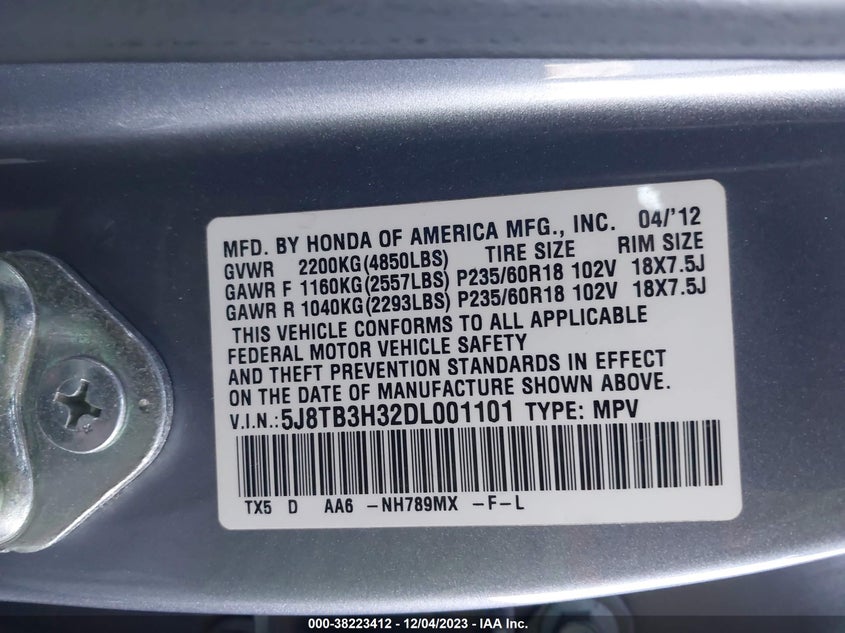 MFD. BY HONDA OF AMERICA MFG., INC. 04/'12
GVWR 2200KG(4850LBS) TIRE SIZE RIM SIZE
GAWR F 1160KG(2557LBS) P235/60R18 102V 18X7.5J
GAWR R 1040KG(2293LBS) P235/60R18 102V 18X7.5J
THIS VEHICLE CONFORMS TO ALL APPLICABLE
FEDERAL MOTOR VEHICLE SAFETY
AND THEFT PREVENTION STANDARDS IN EFFECT
ON THE DATE OF MANUFACTURE SHOWN ABOVE.
V.I.N.: 5J8TB3H32DL001101 TYPE: MPV
TX5 D AA6 -NH789MX -F-L
000-38223412 - 12/04/2023 - IAA Inc.